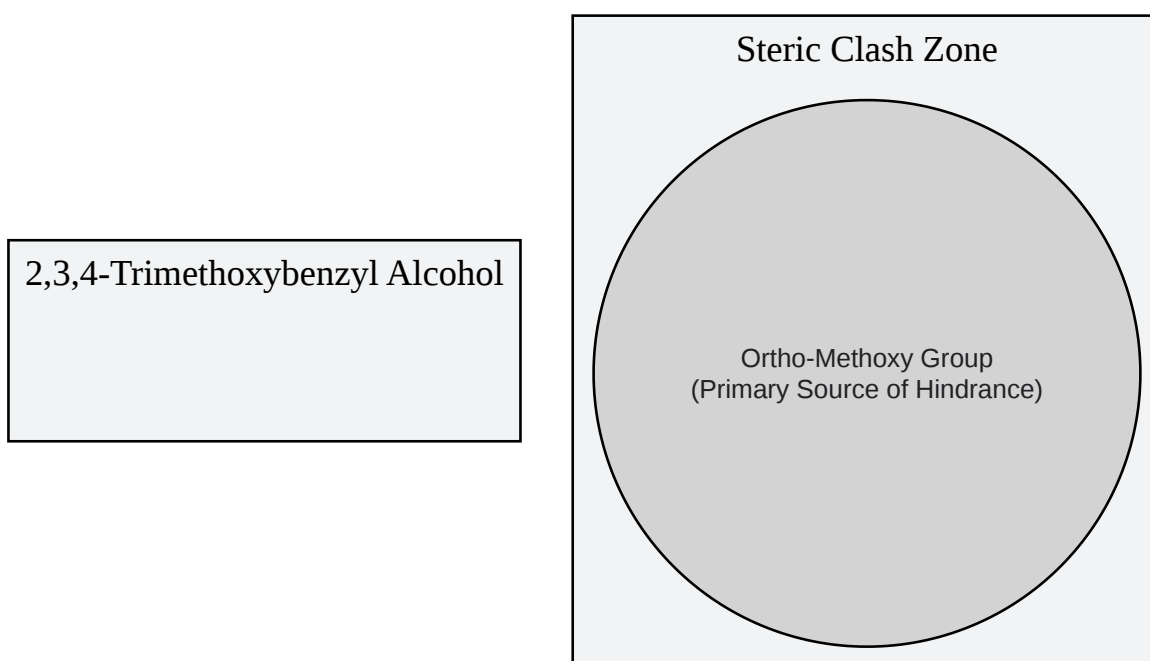 Steric Clash Zone
2,3,4-Trimethoxybenzyl Alcohol
Ortho-Methoxy Group
(Primary Source of Hindrance)